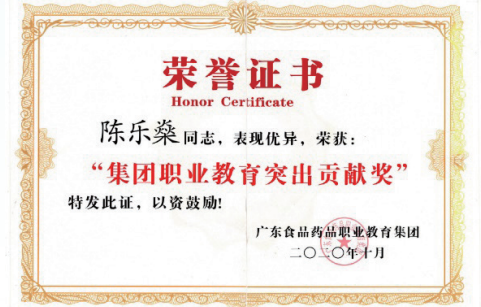 荣誉证书
Honor Certificate
陈乐燊同志，表现优异，荣获：
“集团职业教育突出贡献奖”
特发此证，以资鼓励!
广东食品药品职业教育集团
二〇二〇年十月